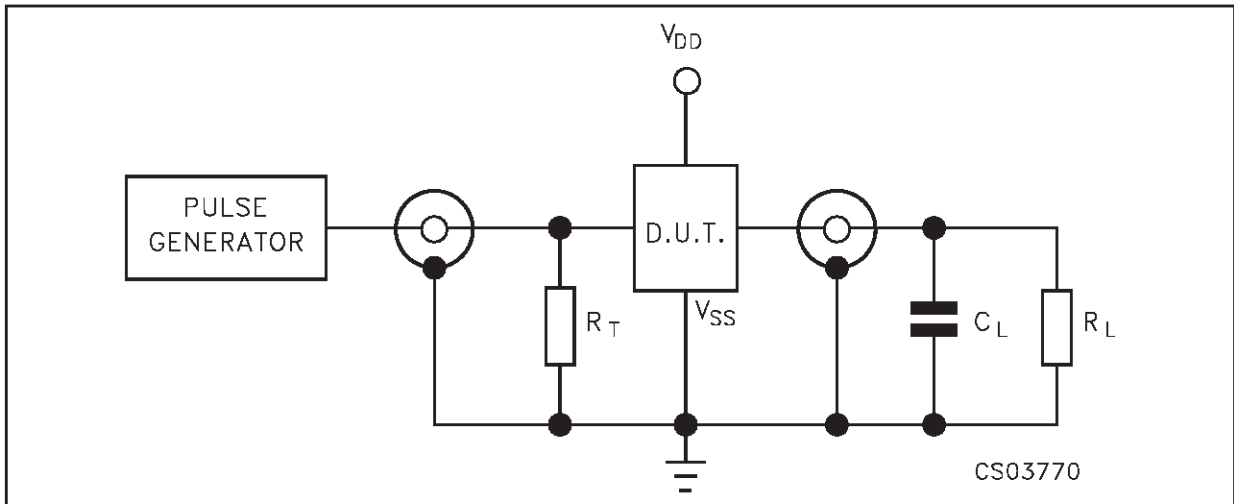 VDD
PULSE
GENERATOR
D.U.T.
VSS
RT
CL
RL
CS03770